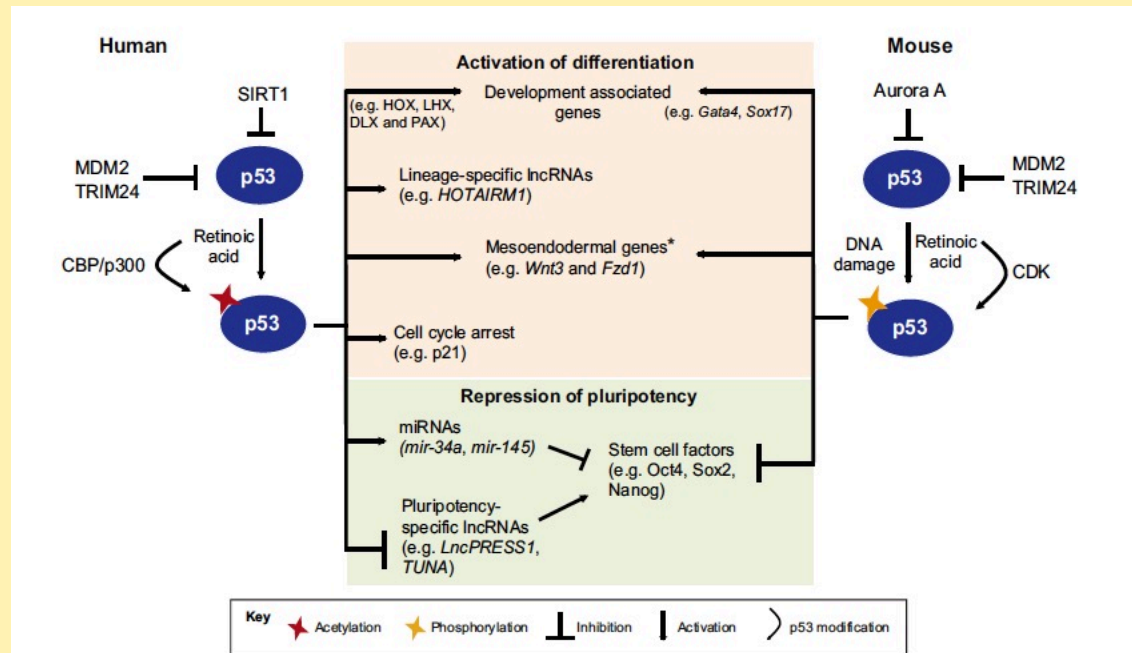 Human
Mouse
Activation of differentiation
SIRT1
Aurora A
Development associated
genes
(e.g. HOX, LHX,
DLX and PAX)
(e.g. Gata4, Sox17)
MDM2
TRIM24
p53
p53
MDM2
TRIM24
Lineage-specific lncRNAs
(e.g. HOTAIRM1)
Retinoic
acid
CBP/p300
Mesoendodermal genes*
(e.g. Wnt3 and Fzd1)
DNA
damage
Retinoic
acid
CDK
p53
p53
Cell cycle arrest
(e.g. p21)
Repression of pluripotency
miRNAs
(mir-34a, mir-145)
Stem cell factors
(e.g. Oct4, Sox2,
Nanog)
Pluripotency-
specific lncRNAs
(e.g. LncPRESS1,
TUNA)
Key
Acetylation
Phosphorylation
Inhibition
Activation
p53 modification